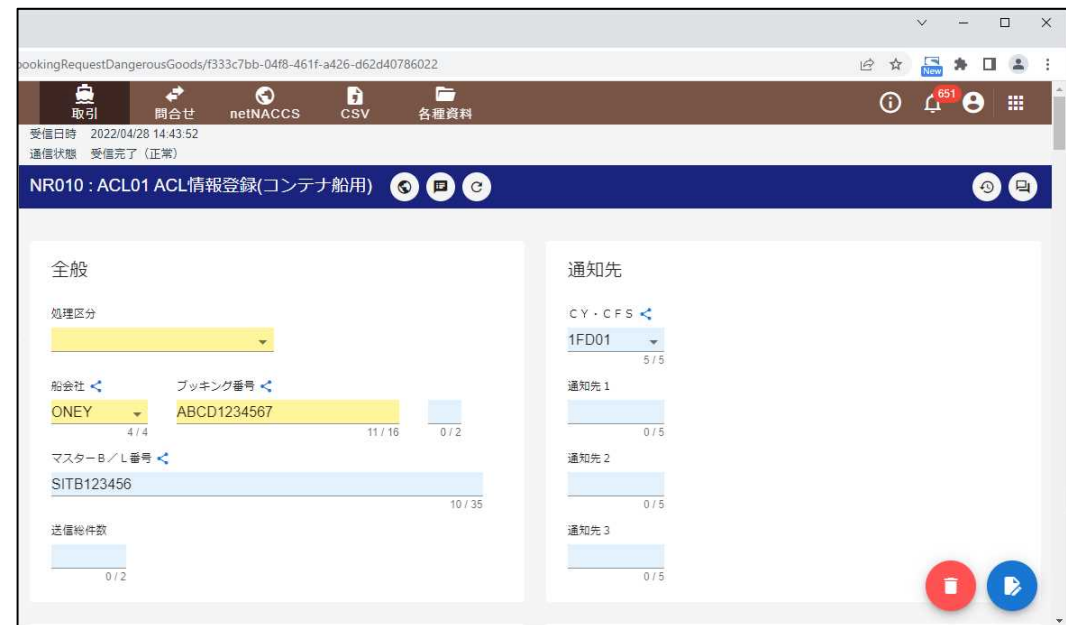 ookingRequestDangerousGoods/f333c7bb-04f8-461f-a426-d62d40786022
New
取引 問合せ netNACCS CSV 各種資料
651
受信日時 2022/04/28 14:43:52
通信状態 受信完了（正常）
NR010 : ACL01 ACL情報登録(コンテナ船用)
全般
処理区分
船会社 ブッキング番号
ONEY ABCD1234567
4 / 4 11 / 16 0 / 2
マスターＢ／Ｌ番号
SITB123456
10 / 35
送信総件数
0 / 2
通知先
ＣＹ・ＣＦＳ
1FD01
5 / 5
通知先１
0 / 5
通知先２
0 / 5
通知先３
0 / 5